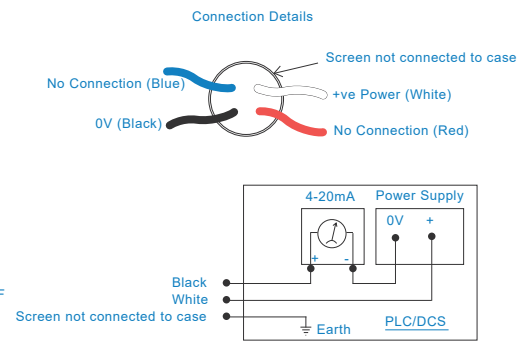 Connection Details
Screen not connected to case
No Connection (Blue)
+ve Power (White)
0V (Black)
No Connection (Red)
4-20mA
Power Supply
0V +
+ -
Black
White
F
Screen not connected to case
Earth
PLC/DCS